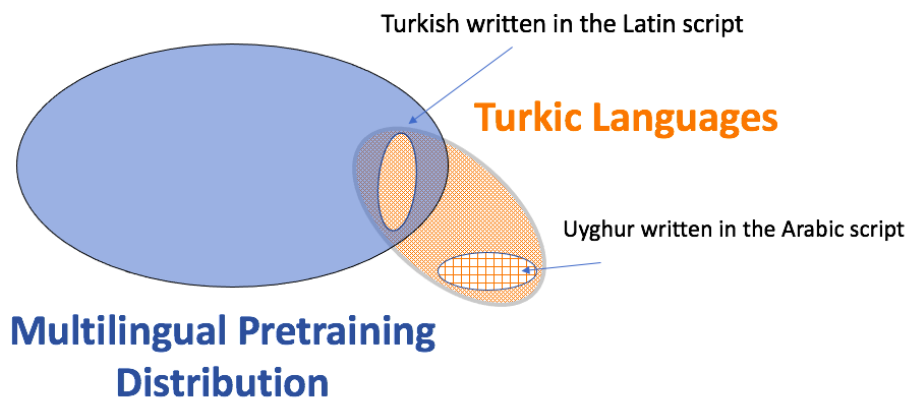 Turkish written in the Latin script
Turkic Languages
Uyghur written in the Arabic script
Multilingual Pretraining
Distribution